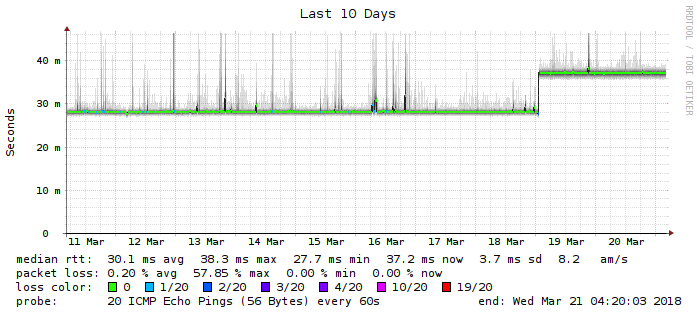 Last 10 Days
RRDTOOL / TOBI OETIKER
Seconds
40 m
30 m
20 m
10 m
0
11 Mar 12 Mar 13 Mar 14 Mar 15 Mar 16 Mar 17 Mar 18 Mar 19 Mar 20 Mar
median rtt: 30.1 ms avg 38.3 ms max 27.7 ms min 37.2 ms now 3.7 ms sd 8.2 am/s
packet loss: 0.20 % avg 57.85 % max 0.00 % min 0.00 % now
loss color: 0 1/20 2/20 3/20 4/20 10/20 19/20
probe: 20 ICMP Echo Pings (56 Bytes) every 60s end: Wed Mar 21 04:20:03 2018